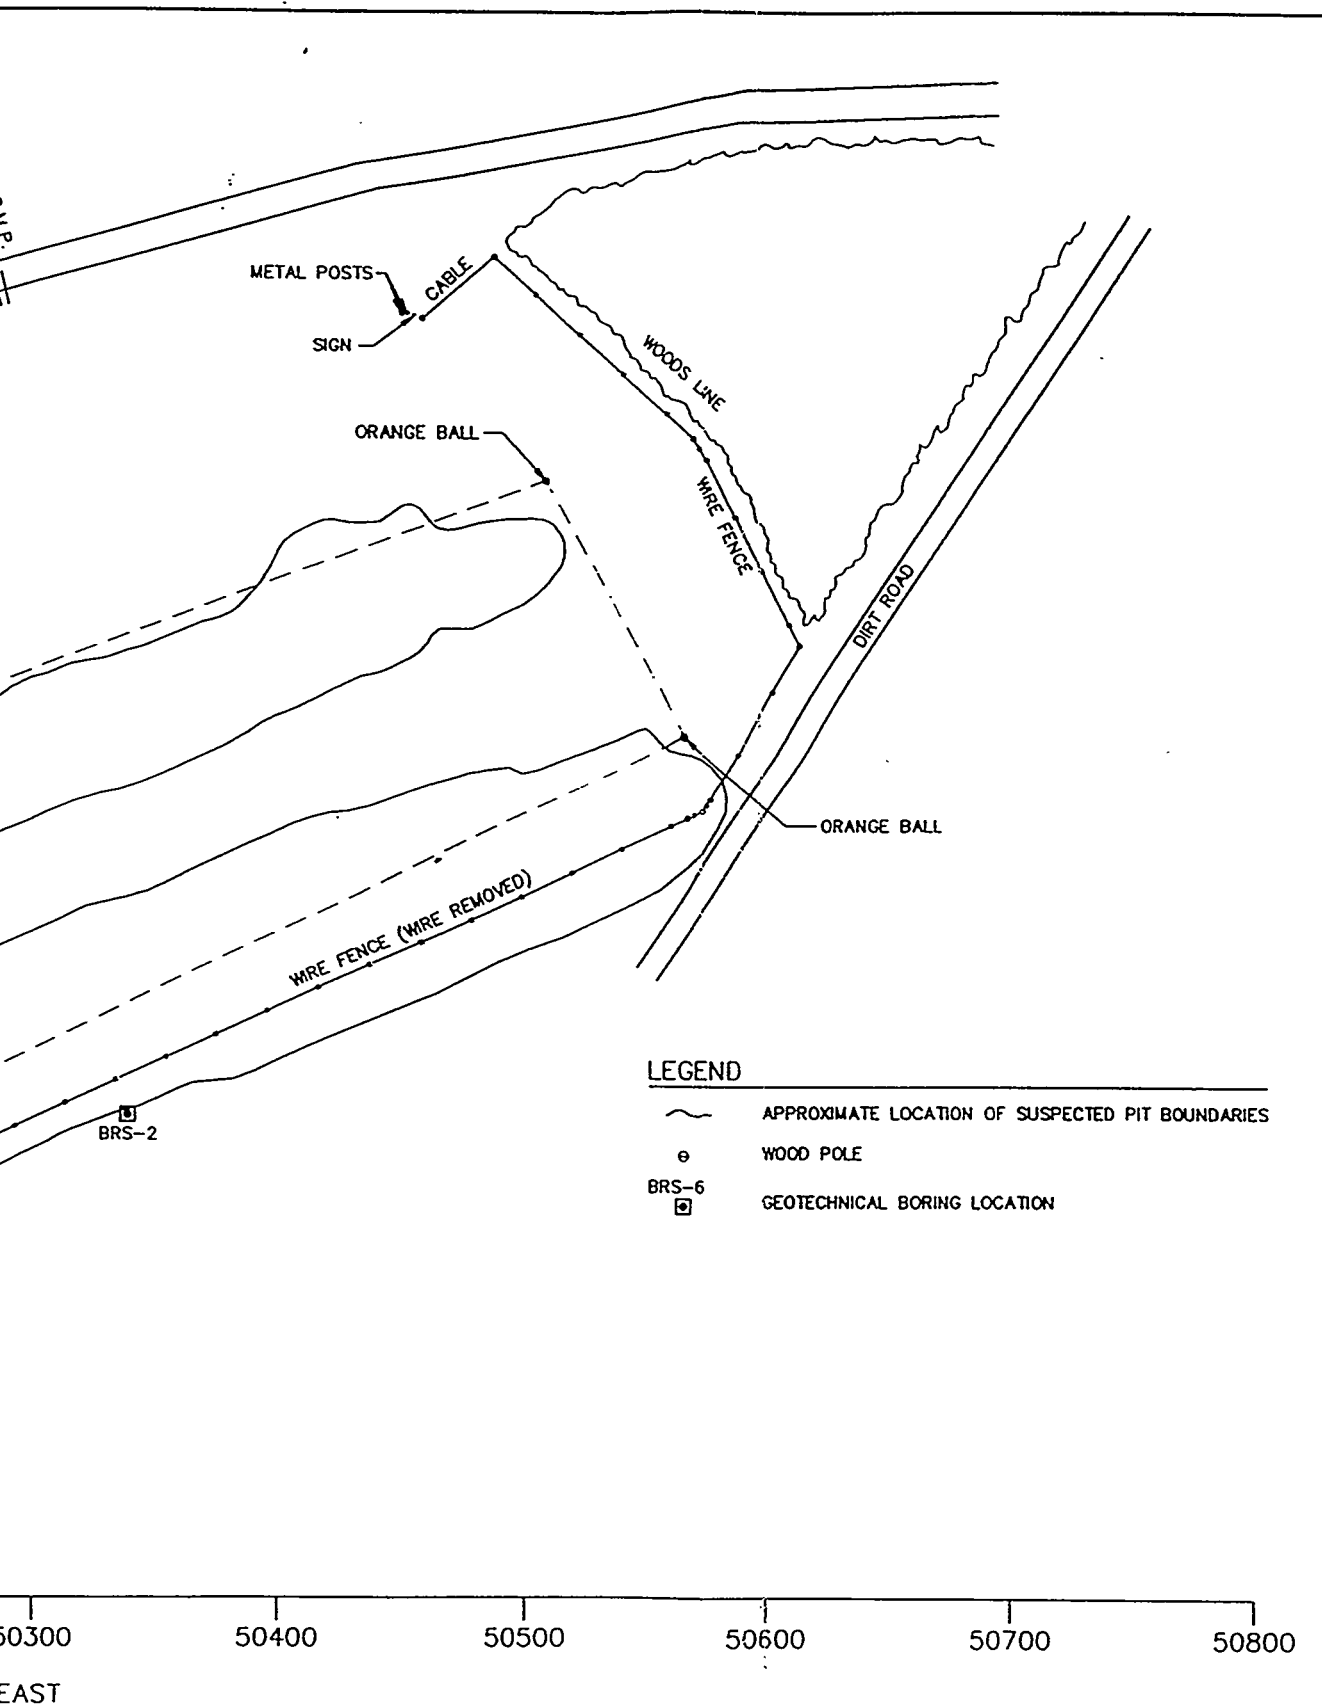 METAL POSTS
CABLE
SIGN
WOODS LINE
ORANGE BALL
WIRE FENCE
DIRT ROAD
ORANGE BALL
WIRE FENCE (WIRE REMOVED)
BRS-2
LEGEND
APPROXIMATE LOCATION OF SUSPECTED PIT BOUNDARIES
WOOD POLE
BRS-6
GEOTECHNICAL BORING LOCATION
50300 50400 50500 50600 50700 50800
EAST